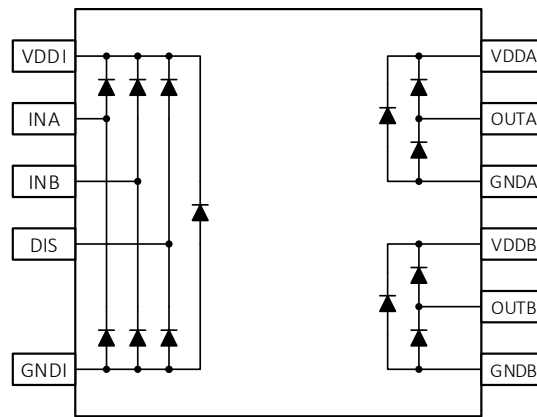 VDDI
INA
INB
DIS
GNDI
VDDA
OUTA
GNDA
VDDB
OUTB
GNDB